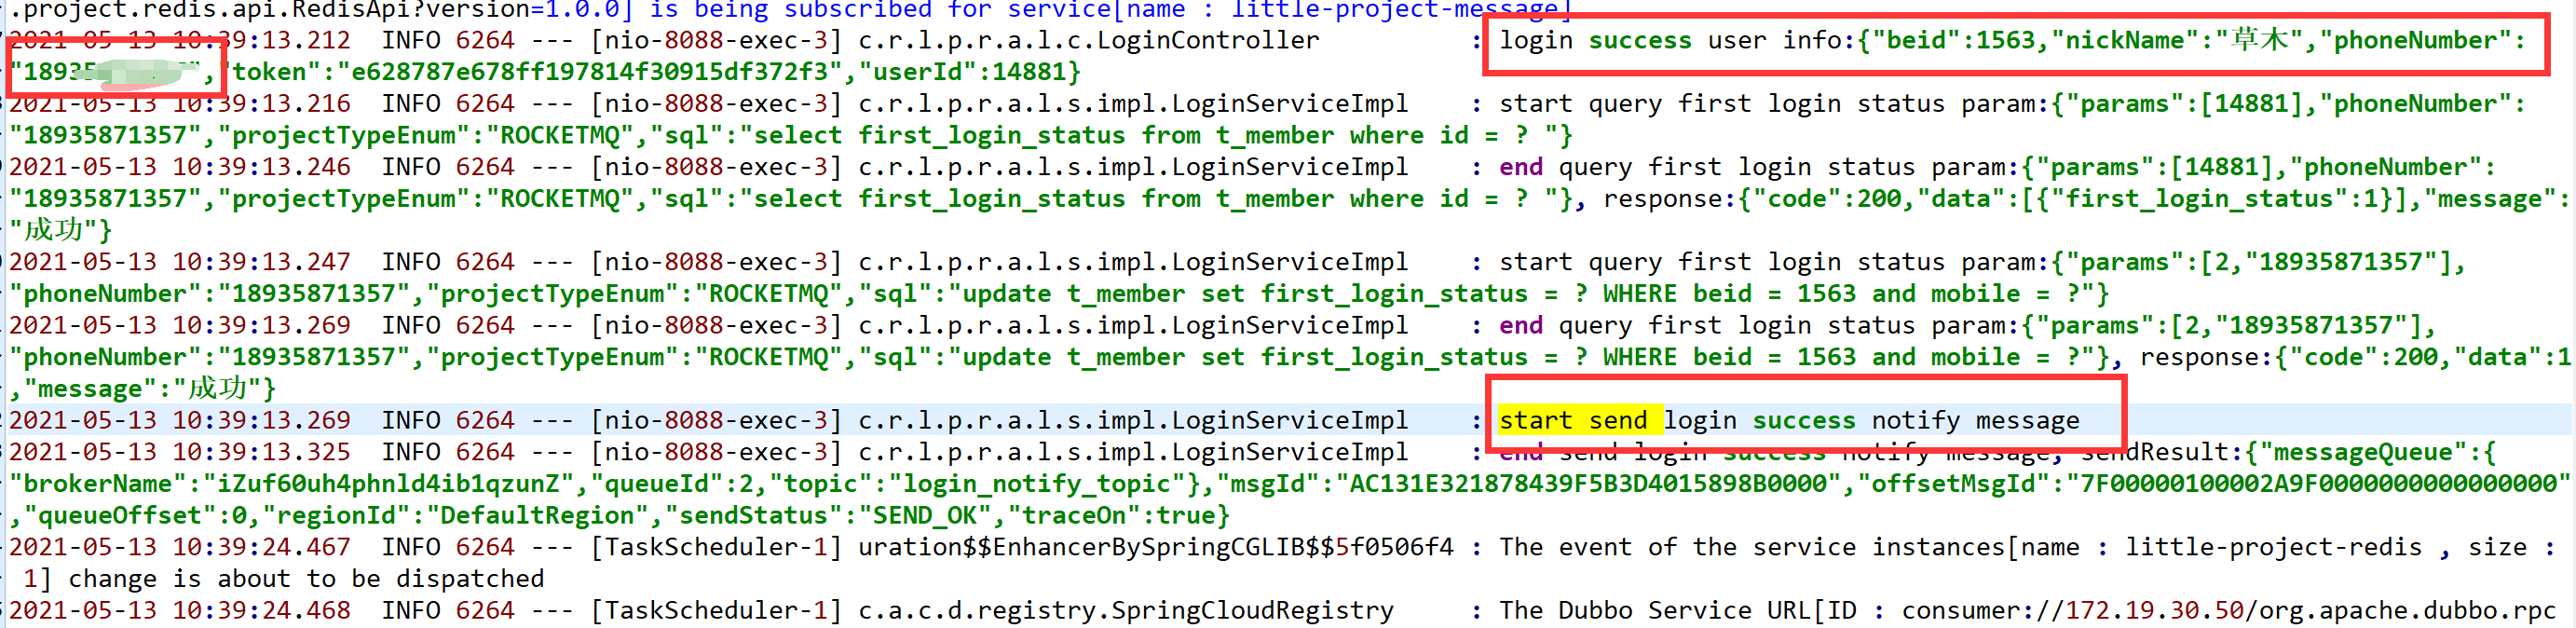 .project.redis.api.RedisApi?version=1.0.0] is being subscribed for service[name : little-project-message]
2021-05-13 10:39:13.212  INFO 6264 --- [nio-8088-exec-3] c.r.l.p.r.a.l.c.LoginController          : login success user info:{"beid":1563,"nickName":"草木","phoneNumber":
"token":"e628787e678ff197814f30915df372f3","userId":14881}
2021-05-13 10:39:13.216  INFO 6264 --- [nio-8088-exec-3] c.r.l.p.r.a.l.s.impl.LoginServiceImpl    : start query first login status param:{"params":[14881],"phoneNumber":
"18935871357","projectTypeEnum":"ROCKETMQ","sql":"select first_login_status from t_member where id = ? "}
2021-05-13 10:39:13.246  INFO 6264 --- [nio-8088-exec-3] c.r.l.p.r.a.l.s.impl.LoginServiceImpl    : end query first login status param:{"params":[14881],"phoneNumber":
"18935871357","projectTypeEnum":"ROCKETMQ","sql":"select first_login_status from t_member where id = ? "}, response:{"code":200,"data":[{"first_login_status":1}],"message":
"成功"}
2021-05-13 10:39:13.247  INFO 6264 --- [nio-8088-exec-3] c.r.l.p.r.a.l.s.impl.LoginServiceImpl    : start query first login status param:{"params":[2,"18935871357"],
"phoneNumber":"18935871357","projectTypeEnum":"ROCKETMQ","sql":"update t_member set first_login_status = ? WHERE beid = 1563 and mobile = ?"}
2021-05-13 10:39:13.269  INFO 6264 --- [nio-8088-exec-3] c.r.l.p.r.a.l.s.impl.LoginServiceImpl    : end query first login status param:{"params":[2,"18935871357"],
"phoneNumber":"18935871357","projectTypeEnum":"ROCKETMQ","sql":"update t_member set first_login_status = ? WHERE beid = 1563 and mobile = ?"}, response:{"code":200,"data":1
,"message":"成功"}
2021-05-13 10:39:13.269  INFO 6264 --- [nio-8088-exec-3] c.r.l.p.r.a.l.s.impl.LoginServiceImpl    : start send login success notify message
2021-05-13 10:39:13.325  INFO 6264 --- [nio-8088-exec-3] c.r.l.p.r.a.l.s.impl.LoginServiceImpl    : end send login success notify message, sendResult:{"messageQueue":{
"brokerName":"iZuf60uh4phnld4ib1qzunZ","queueId":2,"topic":"login_notify_topic"},"msgId":"AC131E321878439F5B3D4015898B0000","offsetMsgId":"7F00000100002A9F0000000000000000"
,"queueOffset":0,"regionId":"DefaultRegion","sendStatus":"SEND_OK","traceOn":true}
2021-05-13 10:39:24.467  INFO 6264 --- [TaskScheduler-1] uration$$EnhancerBySpringCGLIB$$5f0506f4 : The event of the service instances[name : little-project-redis , size :
1] change is about to be dispatched
2021-05-13 10:39:24.468  INFO 6264 --- [TaskScheduler-1] c.a.c.d.registry.SpringCloudRegistry     : The Dubbo Service URL[ID : consumer://172.19.30.50/org.apache.dubbo.rpc